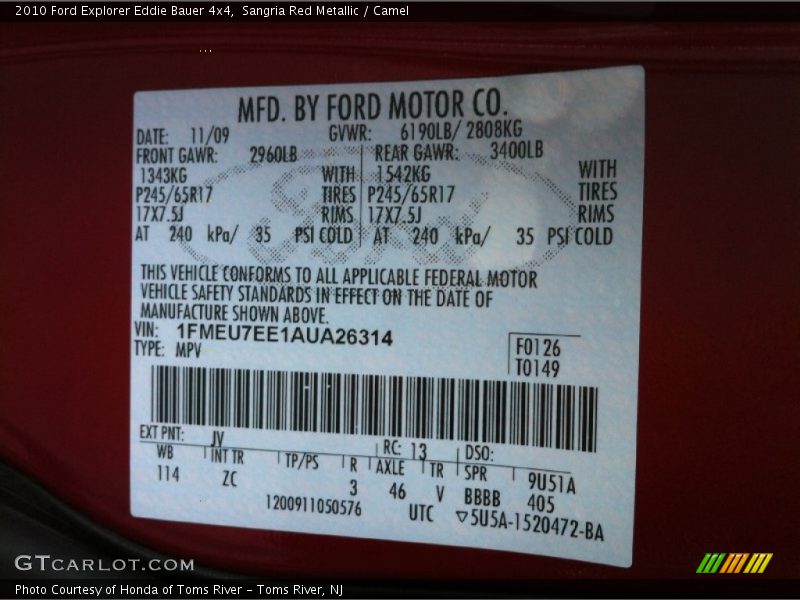 2010 Ford Explorer Eddie Bauer 4x4, Sangria Red Metallic / Camel
MFD. BY FORD MOTOR CO.
DATE: 11/09 GVWR: 6190LB/ 2808KG
FRONT GAWR: 2960LB REAR GAWR: 3400LB
1343KG WITH 1542KG WITH
P245/65R17 TIRES P245/65R17 TIRES
17X7.5J RIMS 17X7.5J RIMS
AT 240 kPa/ 35 PSI COLD AT 240 kPa/ 35 PSI COLD
THIS VEHICLE CONFORMS TO ALL APPLICABLE FEDERAL MOTOR
VEHICLE SAFETY STANDARDS IN EFFECT ON THE DATE OF
MANUFACTURE SHOWN ABOVE.
VIN: 1FMEU7EE1AUA26314
TYPE: MPV
F0126
T0149
EXT PNT: JV RC: 13 DSO:
WB INT TR TP/PS R AXLE TR SPR 9U51A
114 ZC 3 46 V BBBB 405
1200911050576 UTC ▽5U5A-1520472-BA
GTCARLOT.COM
Photo Courtesy of Honda of Toms River - Toms River, NJ